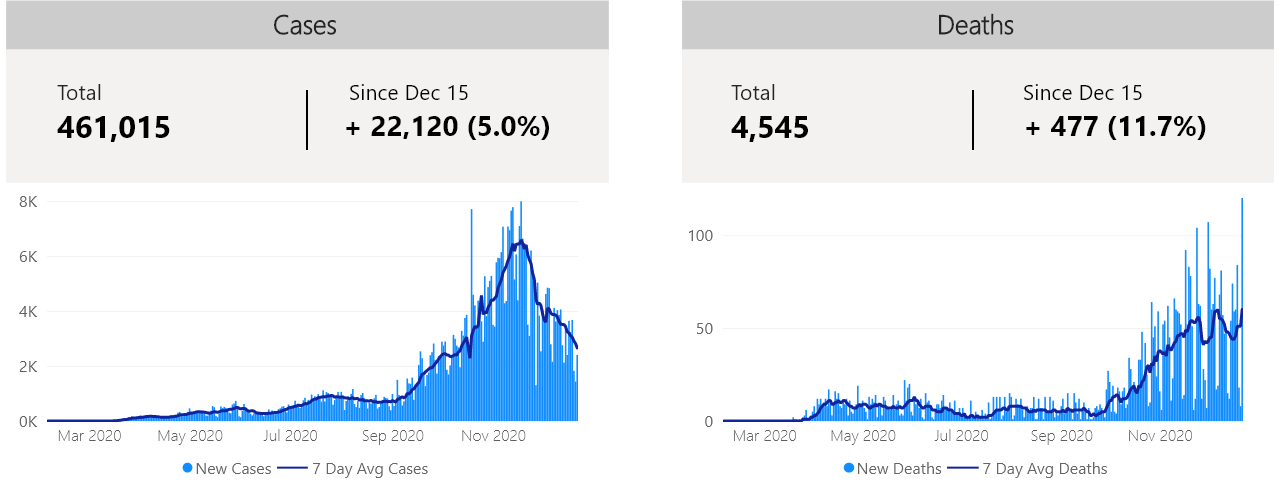 Cases
Total
461,015
Since Dec 15
+ 22,120 (5.0%)
8K
6K
4K
2K
0K
Mar 2020 May 2020 Jul 2020 Sep 2020 Nov 2020
New Cases 7 Day Avg Cases
Deaths
Total
4,545
Since Dec 15
+ 477 (11.7%)
100
50
0
Mar 2020 May 2020 Jul 2020 Sep 2020 Nov 2020
New Deaths 7 Day Avg Deaths